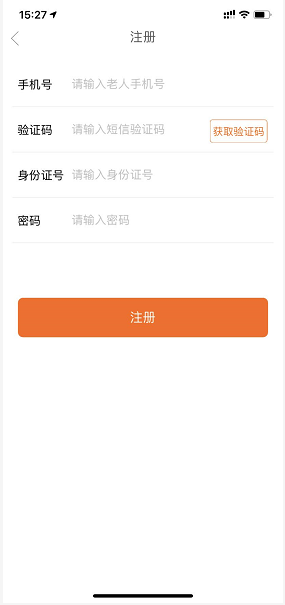 15:27
注册
手机号 请输入老人手机号
验证码 请输入短信验证码 获取验证码
身份证号 请输入身份证号
密码 请输入密码
注册